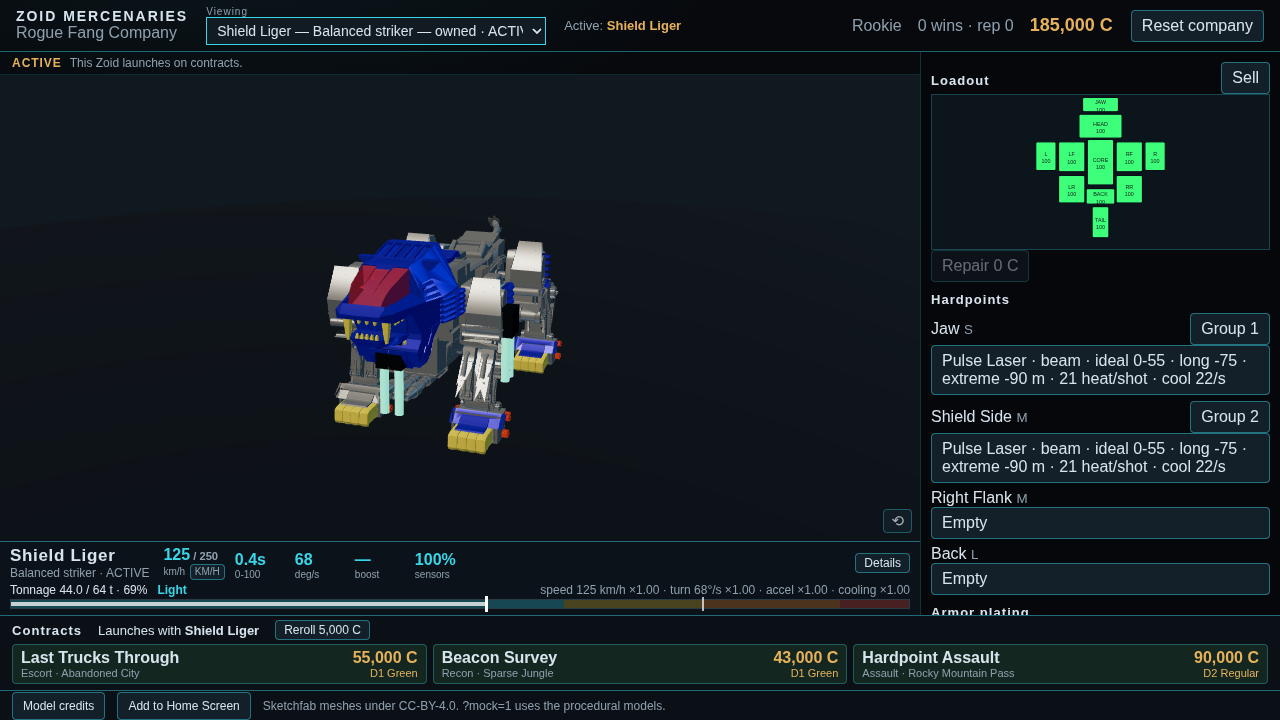 ZOID MERCENARIES
Rogue Fang Company
Viewing
Shield Liger — Balanced striker — owned · ACTIV
Active: Shield Liger
Rookie 0 wins · rep 0 185,000 C
Reset company
ACTIVE This Zoid launches on contracts.
Loadout
Sell
JAW
100
HEAD
100
L
100
LF
100
CORE
100
RF
100
R
100
LR
100
BACK
100
RR
100
TAIL
100
Repair 0 C
Hardpoints
Jaw S
Group 1
Pulse Laser · beam · ideal 0-55 · long -75 ·
extreme -90 m · 21 heat/shot · cool 22/s
Shield Side M
Group 2
Pulse Laser · beam · ideal 0-55 · long -75 ·
extreme -90 m · 21 heat/shot · cool 22/s
Right Flank M
Empty
Back L
Empty
Armor plating
⟲
Shield Liger
Balanced striker · ACTIVE
125 / 250
km/h KM/H
0.4s
0-100
68
deg/s
—
boost
100%
sensors
Details
Tonnage 44.0 / 64 t · 69% Light
speed 125 km/h ×1.00 · turn 68°/s ×1.00 · accel ×1.00 · cooling ×1.00
Contracts Launches with Shield Liger Reroll 5,000 C
Last Trucks Through 55,000 C
Escort · Abandoned City D1 Green
Beacon Survey 43,000 C
Recon · Sparse Jungle D1 Green
Hardpoint Assault 90,000 C
Assault · Rocky Mountain Pass D2 Regular
Model credits Add to Home Screen Sketchfab meshes under CC-BY-4.0. ?mock=1 uses the procedural models.